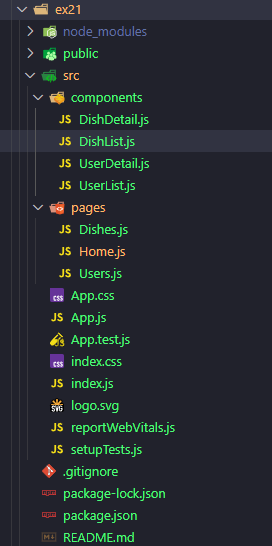 ex21
node_modules
public
src
components
JS DishDetail.js
JS DishList.js
JS UserDetail.js
JS UserList.js
pages
JS Dishes.js
JS Home.js
JS Users.js
CSS App.css
JS App.js
App.test.js
CSS index.css
JS index.js
SVG logo.svg
JS reportWebVitals.js
JS setupTests.js
.gitignore
package-lock.json
package.json
README.md